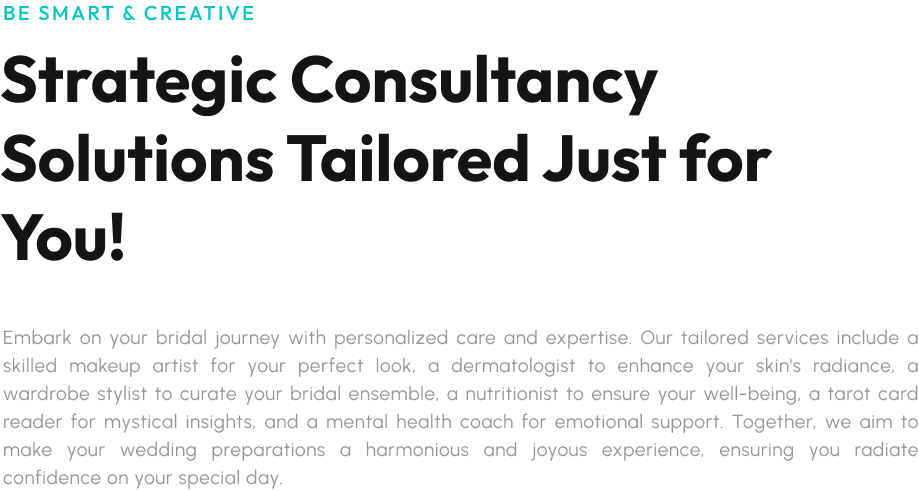 BE SMART & CREATIVE
Strategic Consultancy
Solutions Tailored Just for
You!
Embark on your bridal journey with personalized care and expertise. Our tailored services include a
skilled makeup artist for your perfect look, a dermatologist to enhance your skin's radiance, a
wardrobe stylist to curate your bridal ensemble, a nutritionist to ensure your well-being, a tarot card
reader for mystical insights, and a mental health coach for emotional support. Together, we aim to
make your wedding preparations a harmonious and joyous experience, ensuring you radiate
confidence on your special day.